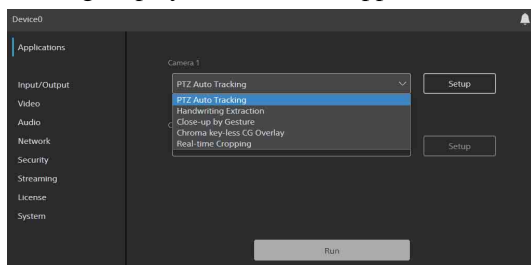 Device0
Applications
Input/Output
Video
Audio
Network
Security
Streaming
License
System
Camera 1
PTZ Auto Tracking
Setup
PTZ Auto Tracking
Handwriting Extraction
Close-up by Gesture
Chroma key-less CG Overlay
Real-time Cropping
Setup
Run